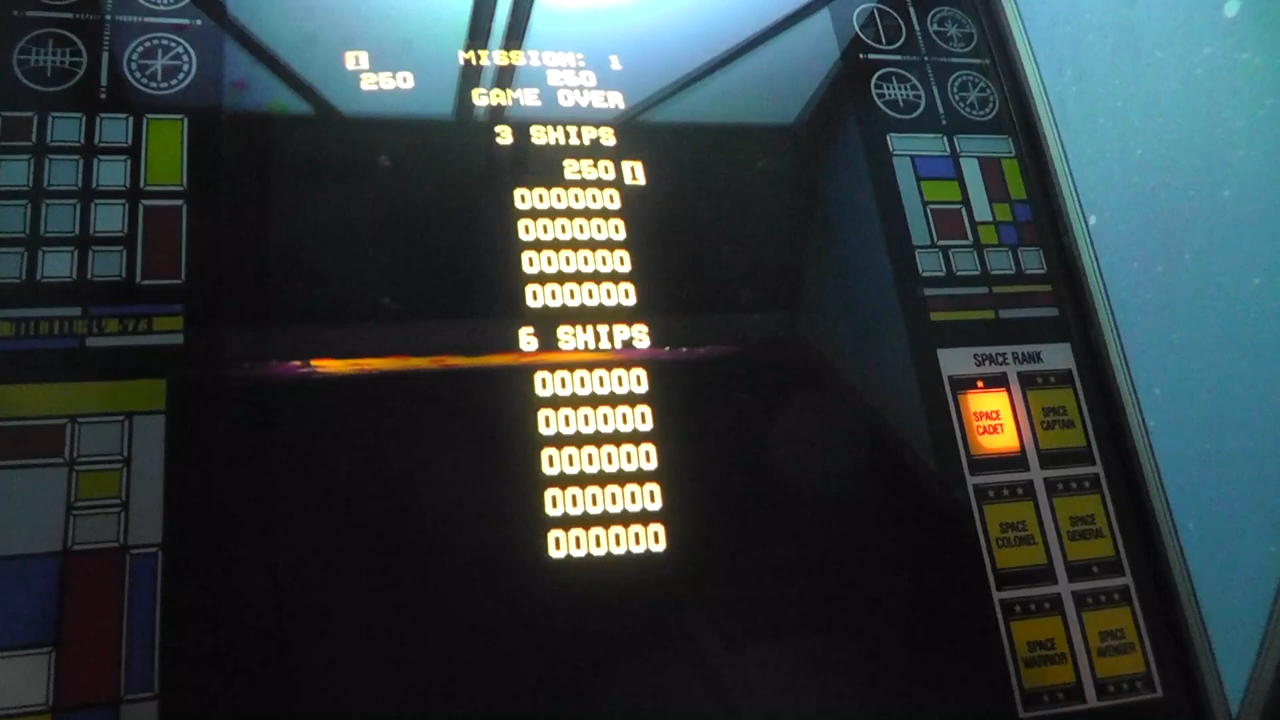 1 MISSION: 1
250 250
GAME OVER
3 SHIPS
250 1
000000
000000
000000
000000
6 SHIPS
000000
000000
000000
000000
000000
SPACE RANK
SPACE CADET
SPACE CAPTAIN
SPACE COLONEL
SPACE GENERAL
SPACE WARRIOR
SPACE AVENGER